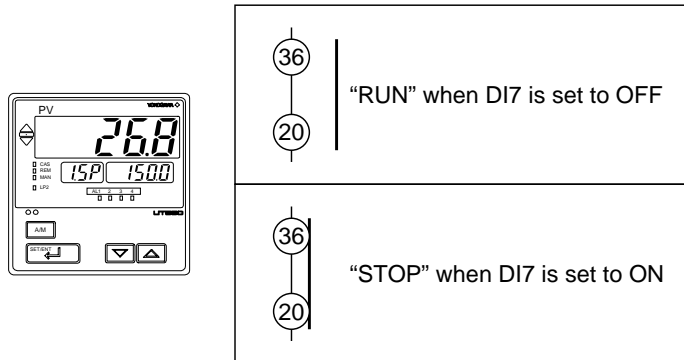 PV
YOKOGAWA
26.8
CAS
REM
MAN
LP2
1.SP 150.0
AL1 2 3 4
A/M
SET/ENT
36
20
“RUN” when DI7 is set to OFF
36
20
“STOP” when DI7 is set to ON